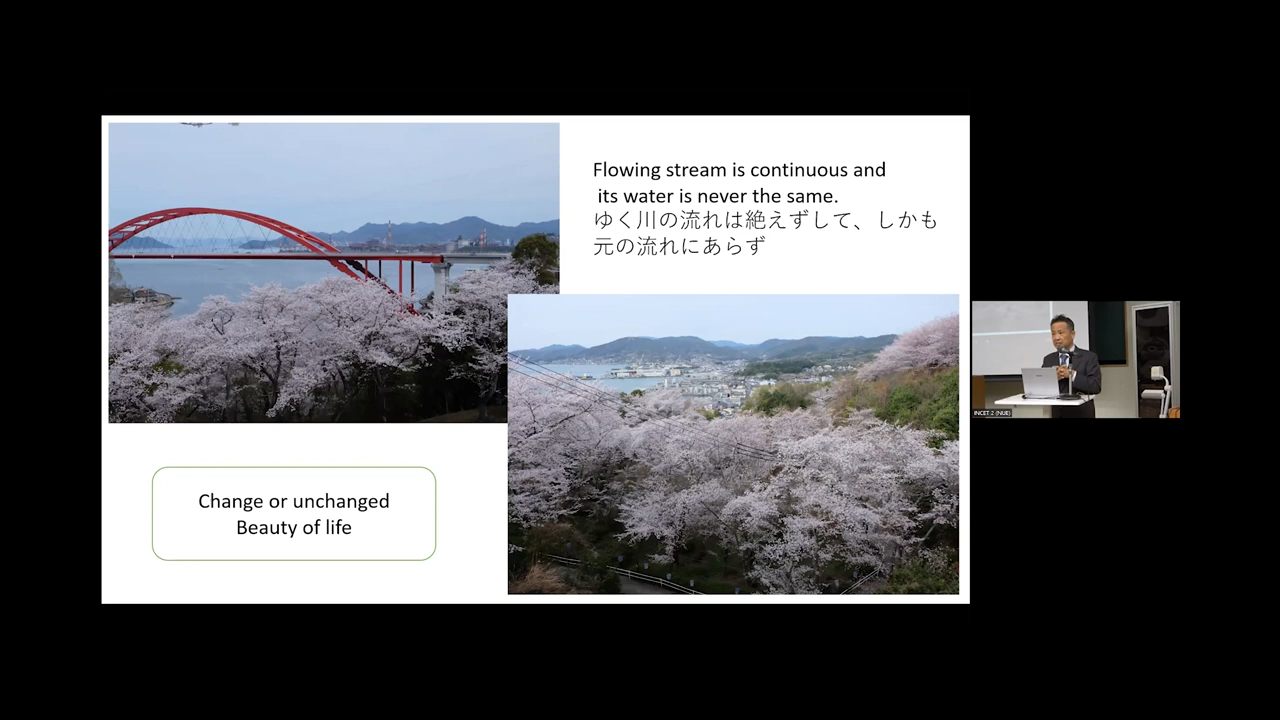 Flowing stream is continuous and
its water is never the same.
ゆく川の流れは絶えずして、しかも
元の流れにあらず
Change or unchanged
Beauty of life
INCET 2 (NUE)